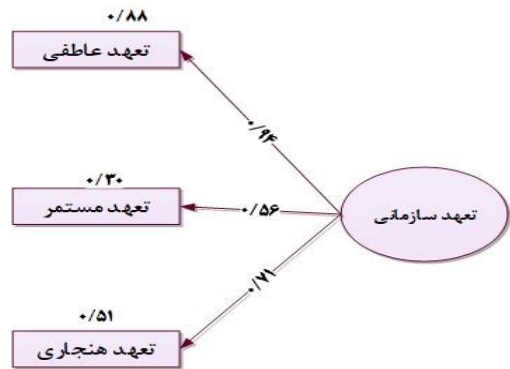 ۰/۸۸
تعهد عاطفی
۰/۹۴
۰/۳۰
تعهد مستمر
۰/۵۶
تعهد سازمانی
۰/۷۱
۰/۵۱
تعهد هنجاری